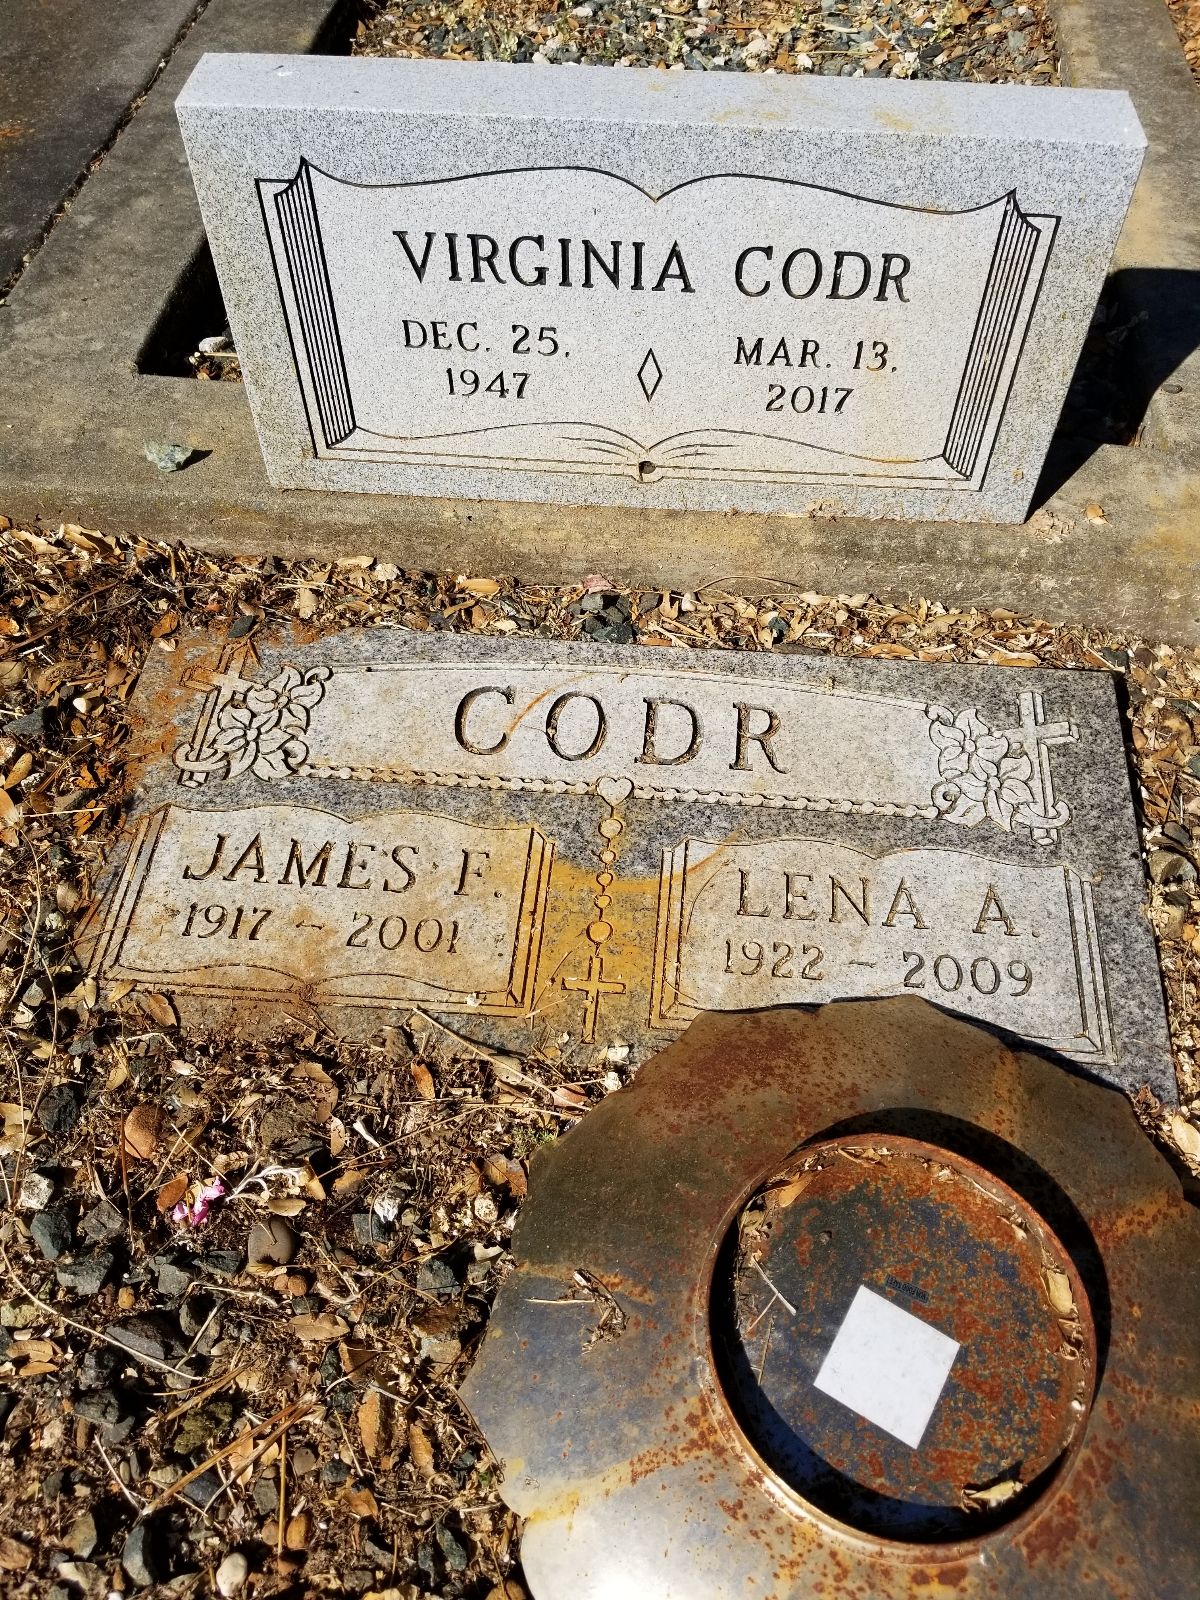 VIRGINIA CODR
DEC. 25, MAR. 13,
1947 2017
CODR
JAMES F. LENA A.
1917 - 2001 1922 - 2009